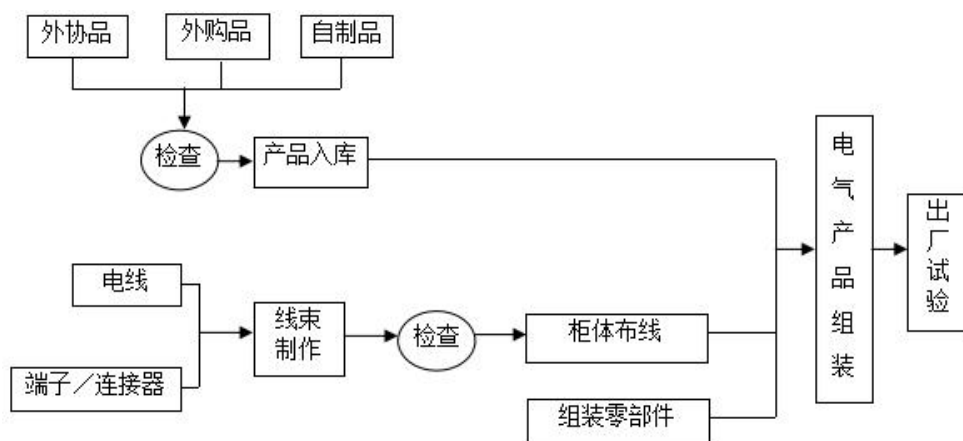 外协品
外购品
自制品
检查
产品入库
电气产品组装
出厂试验
电线
线束
制作
检查
柜体布线
端子／连接器
组装零部件